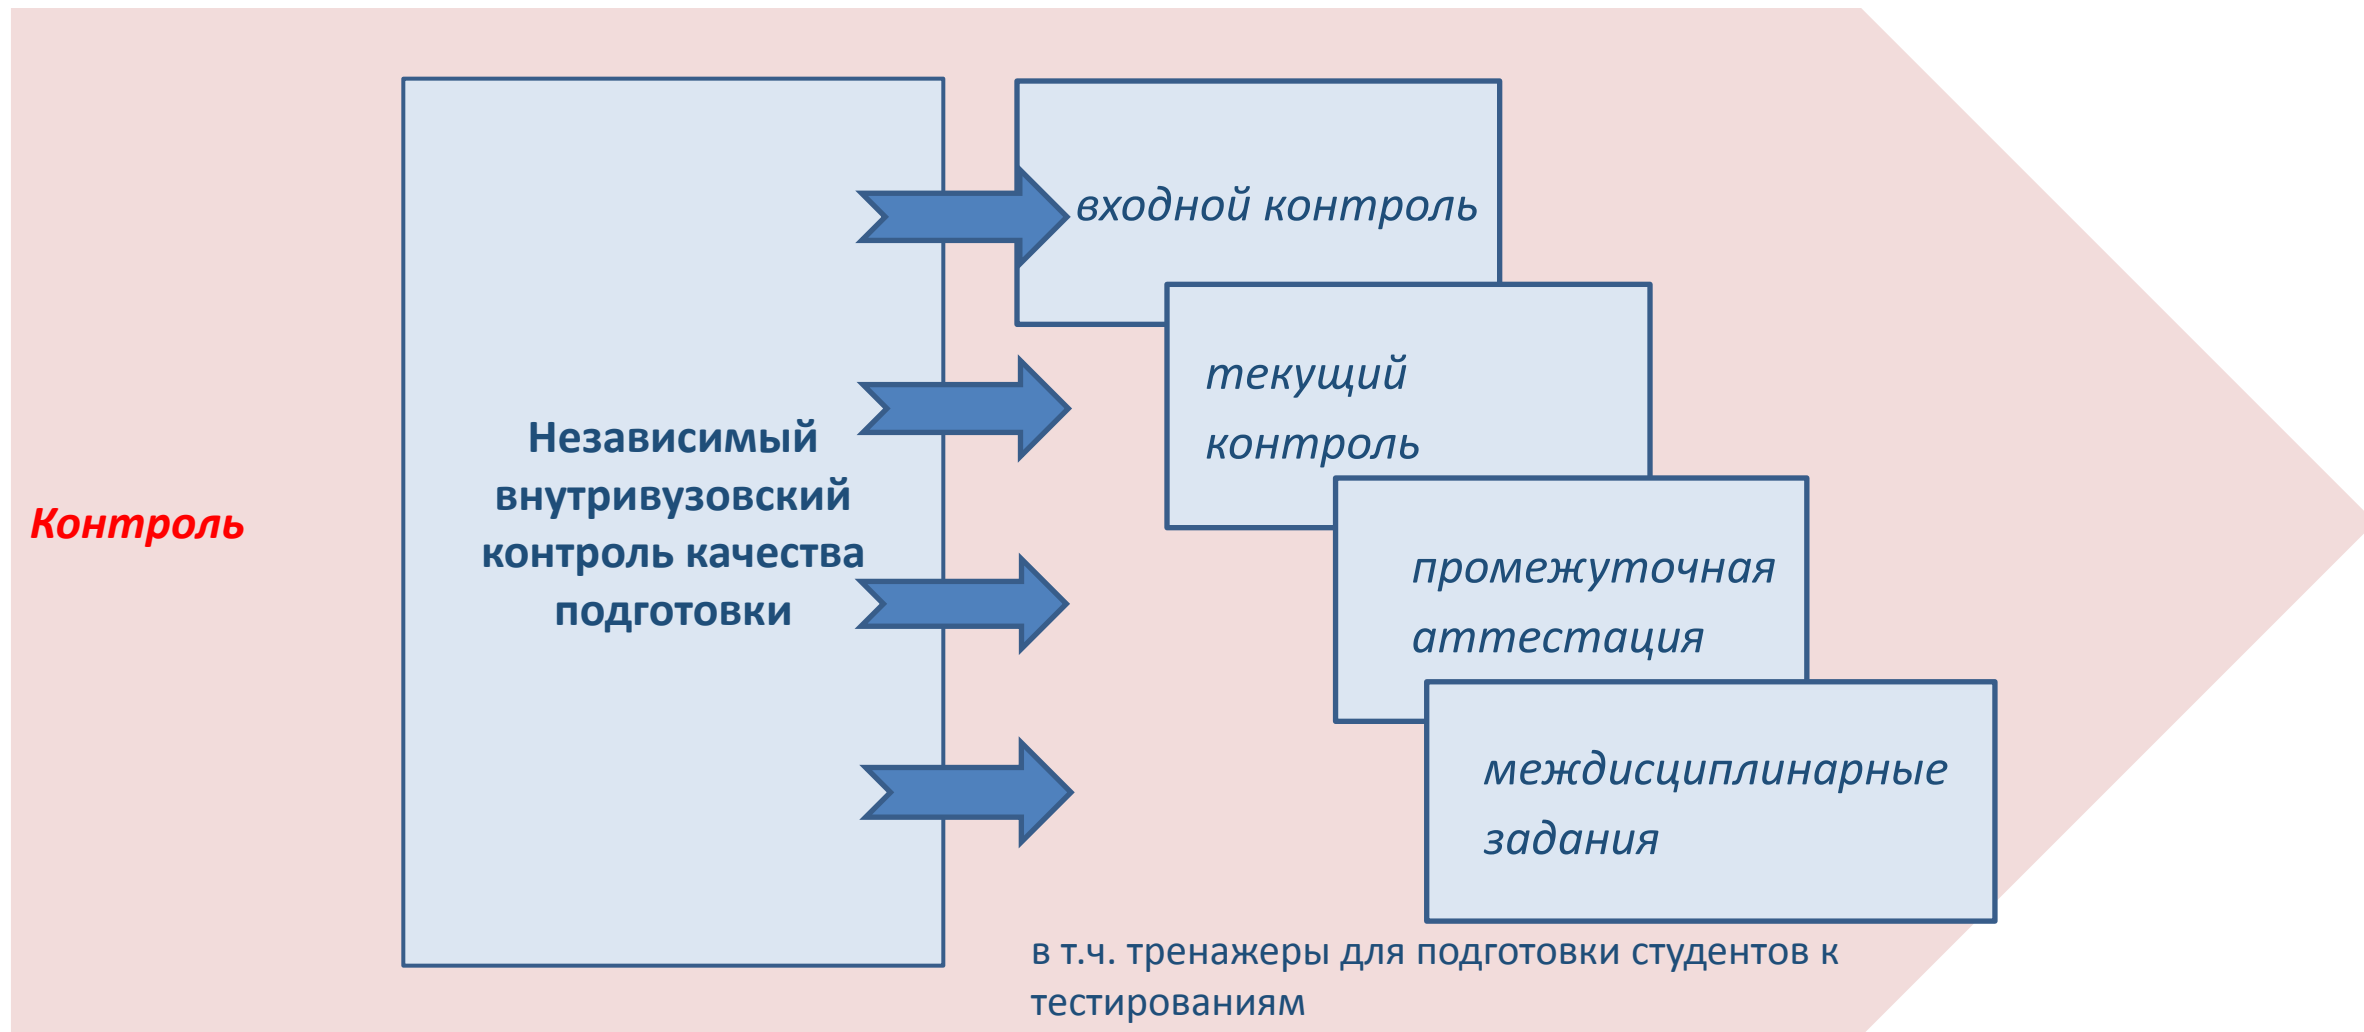 Контроль
Независимый
внутривузовский
контроль качества
подготовки
входной контроль
текущий
контроль
промежуточная
аттестация
междисциплинарные
задания
в т.ч. тренажеры для подготовки студентов к
тестированиям